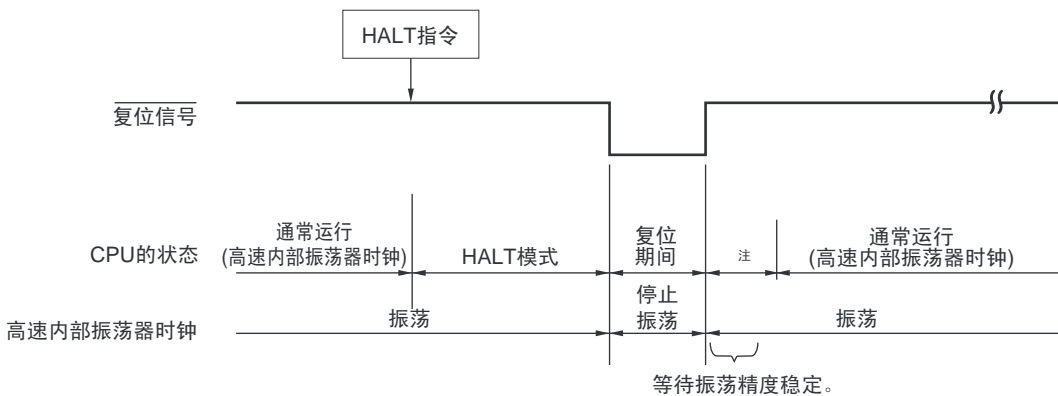 HALT指令
复位信号
CPU的状态
通常运行
(高速内部振荡器时钟)
HALT模式
复位
期间
注
通常运行
(高速内部振荡器时钟)
高速内部振荡器时钟
振荡
停止
振荡
振荡
等待振荡精度稳定。